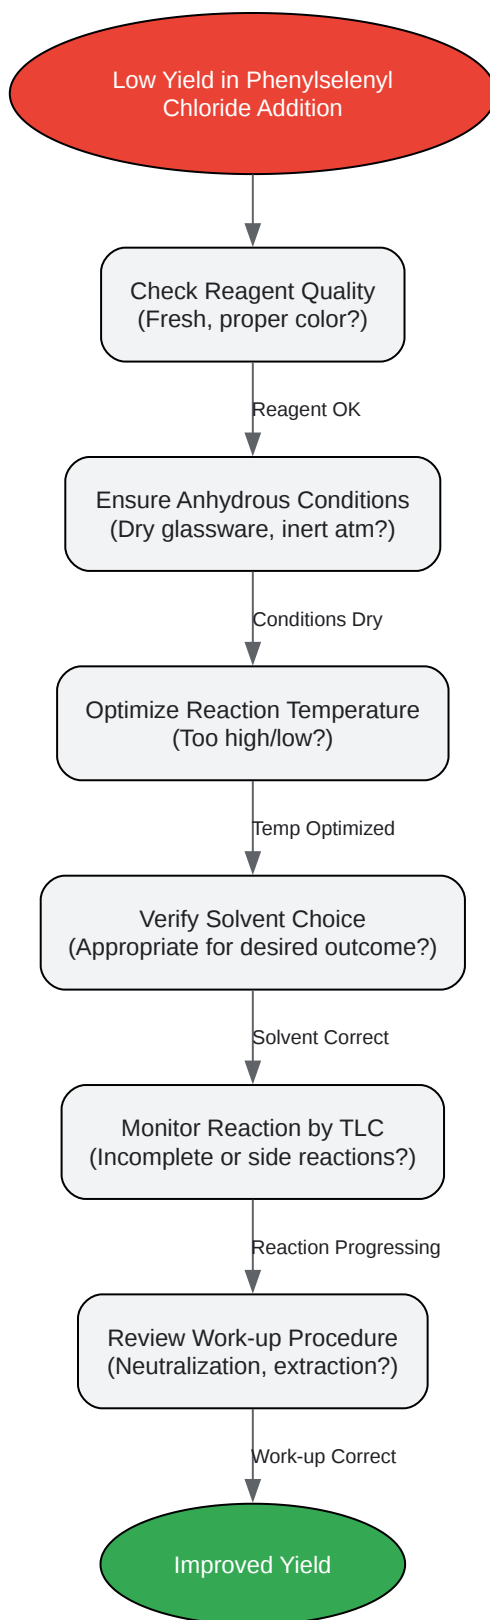 Low Yield in Phenylselenyl
Chloride Addition
Check Reagent Quality
(Fresh, proper color?)
Reagent OK
Ensure Anhydrous Conditions
(Dry glassware, inert atm?)
Conditions Dry
Optimize Reaction Temperature
(Too high/low?)
Temp Optimized
Verify Solvent Choice
(Appropriate for desired outcome?)
Solvent Correct
Monitor Reaction by TLC
(Incomplete or side reactions?)
Reaction Progressing
Review Work-up Procedure
(Neutralization, extraction?)
Work-up Correct
Improved Yield